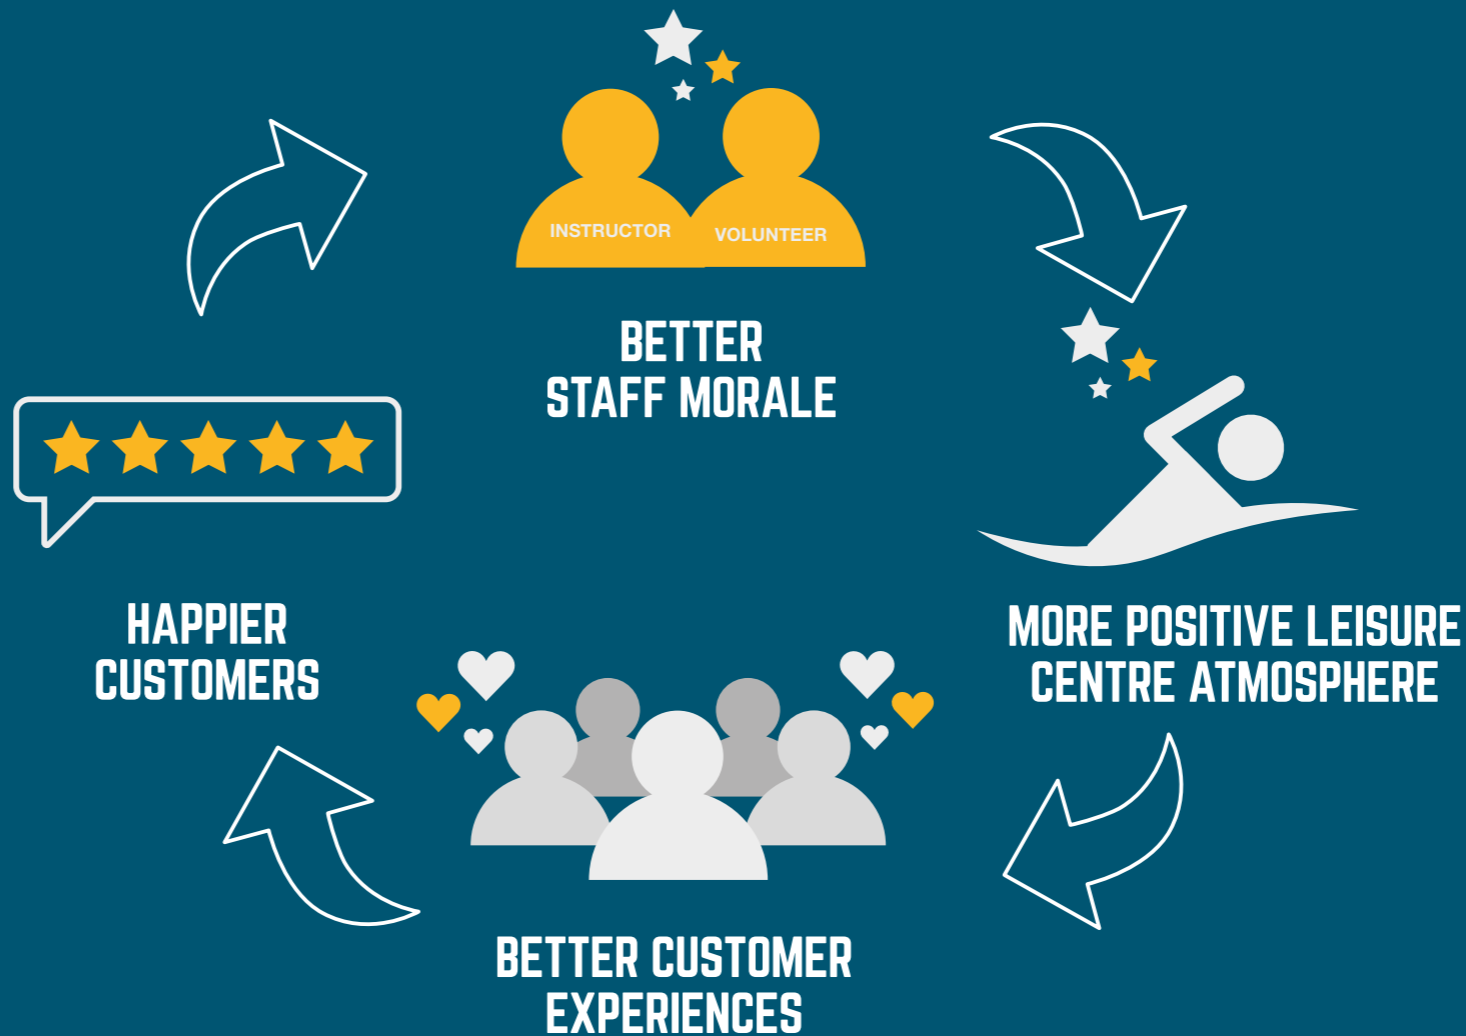 INSTRUCTOR
VOLUNTEER
BETTER
STAFF MORALE
MORE POSITIVE LEISURE
CENTRE ATMOSPHERE
BETTER CUSTOMER
EXPERIENCES
HAPPIER
CUSTOMERS